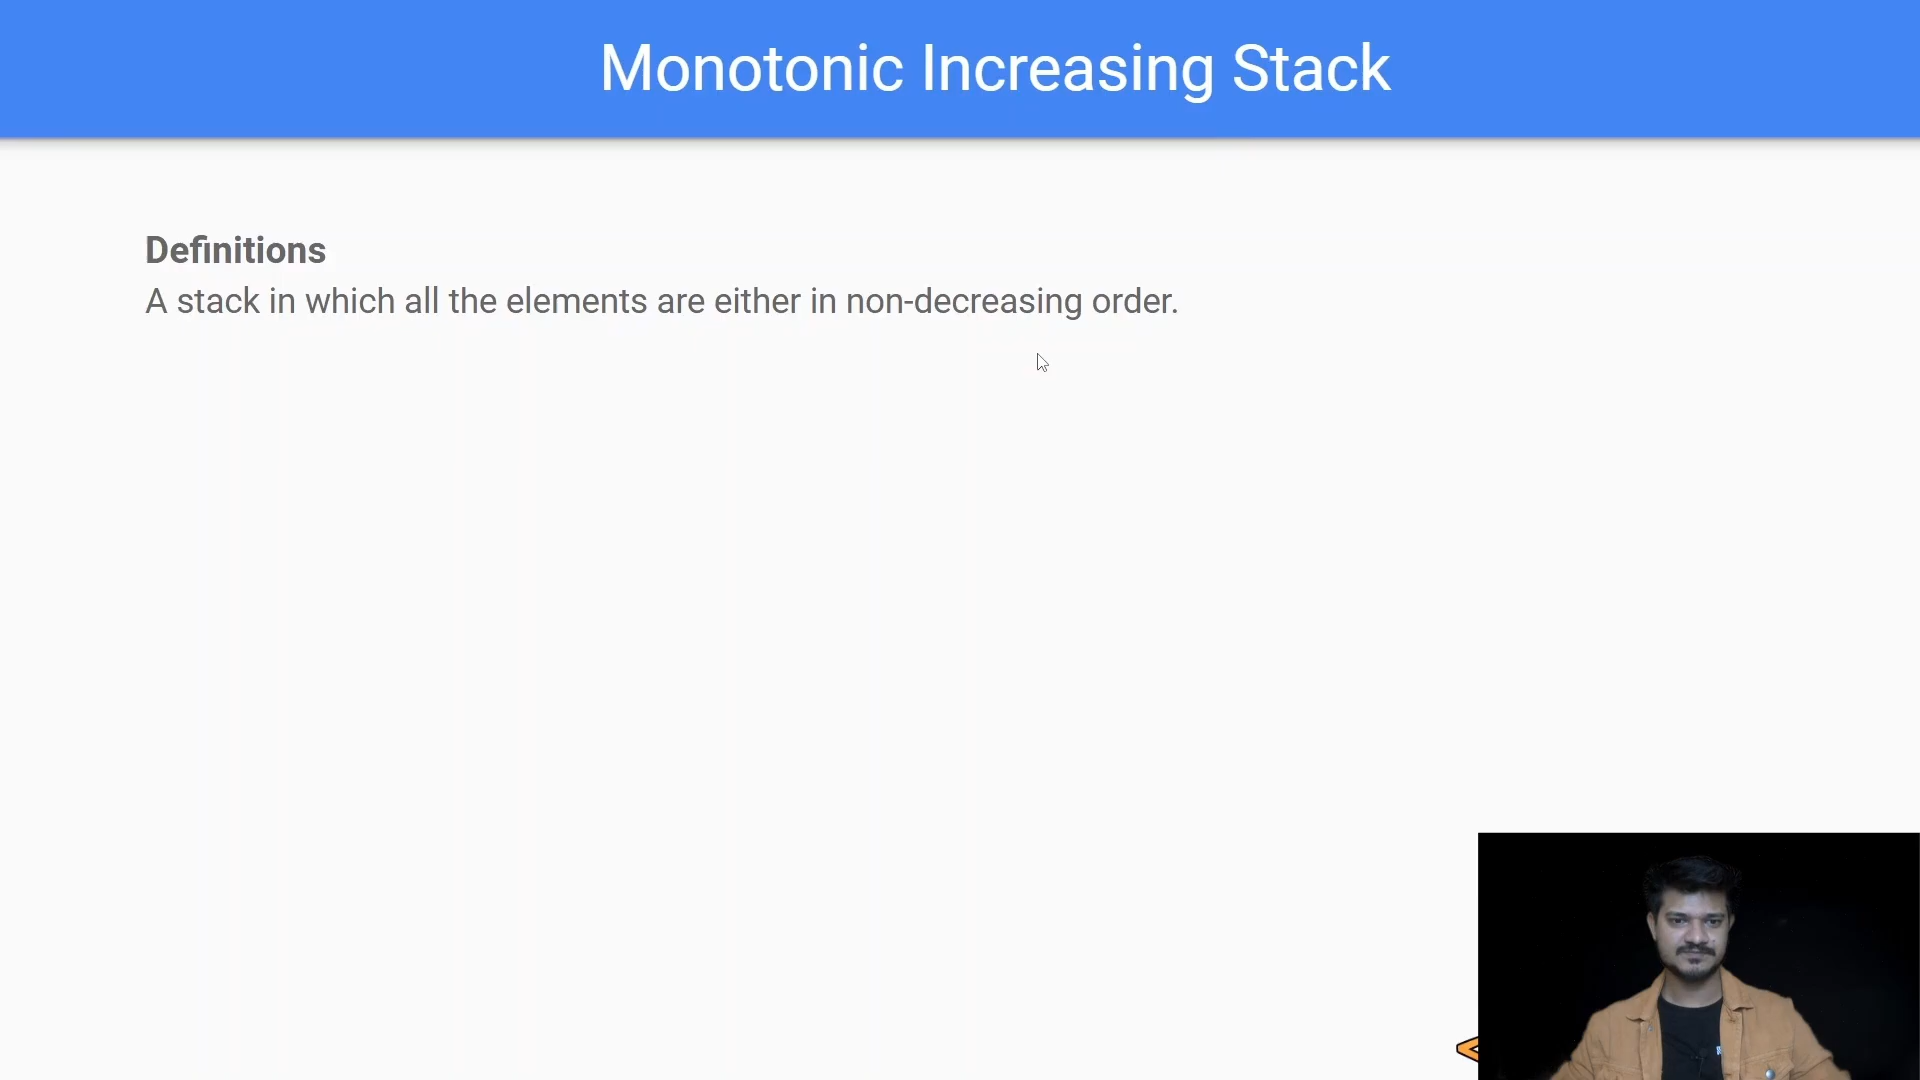 Monotonic Increasing Stack
Definitions
A stack in which all the elements are either in non-decreasing order.